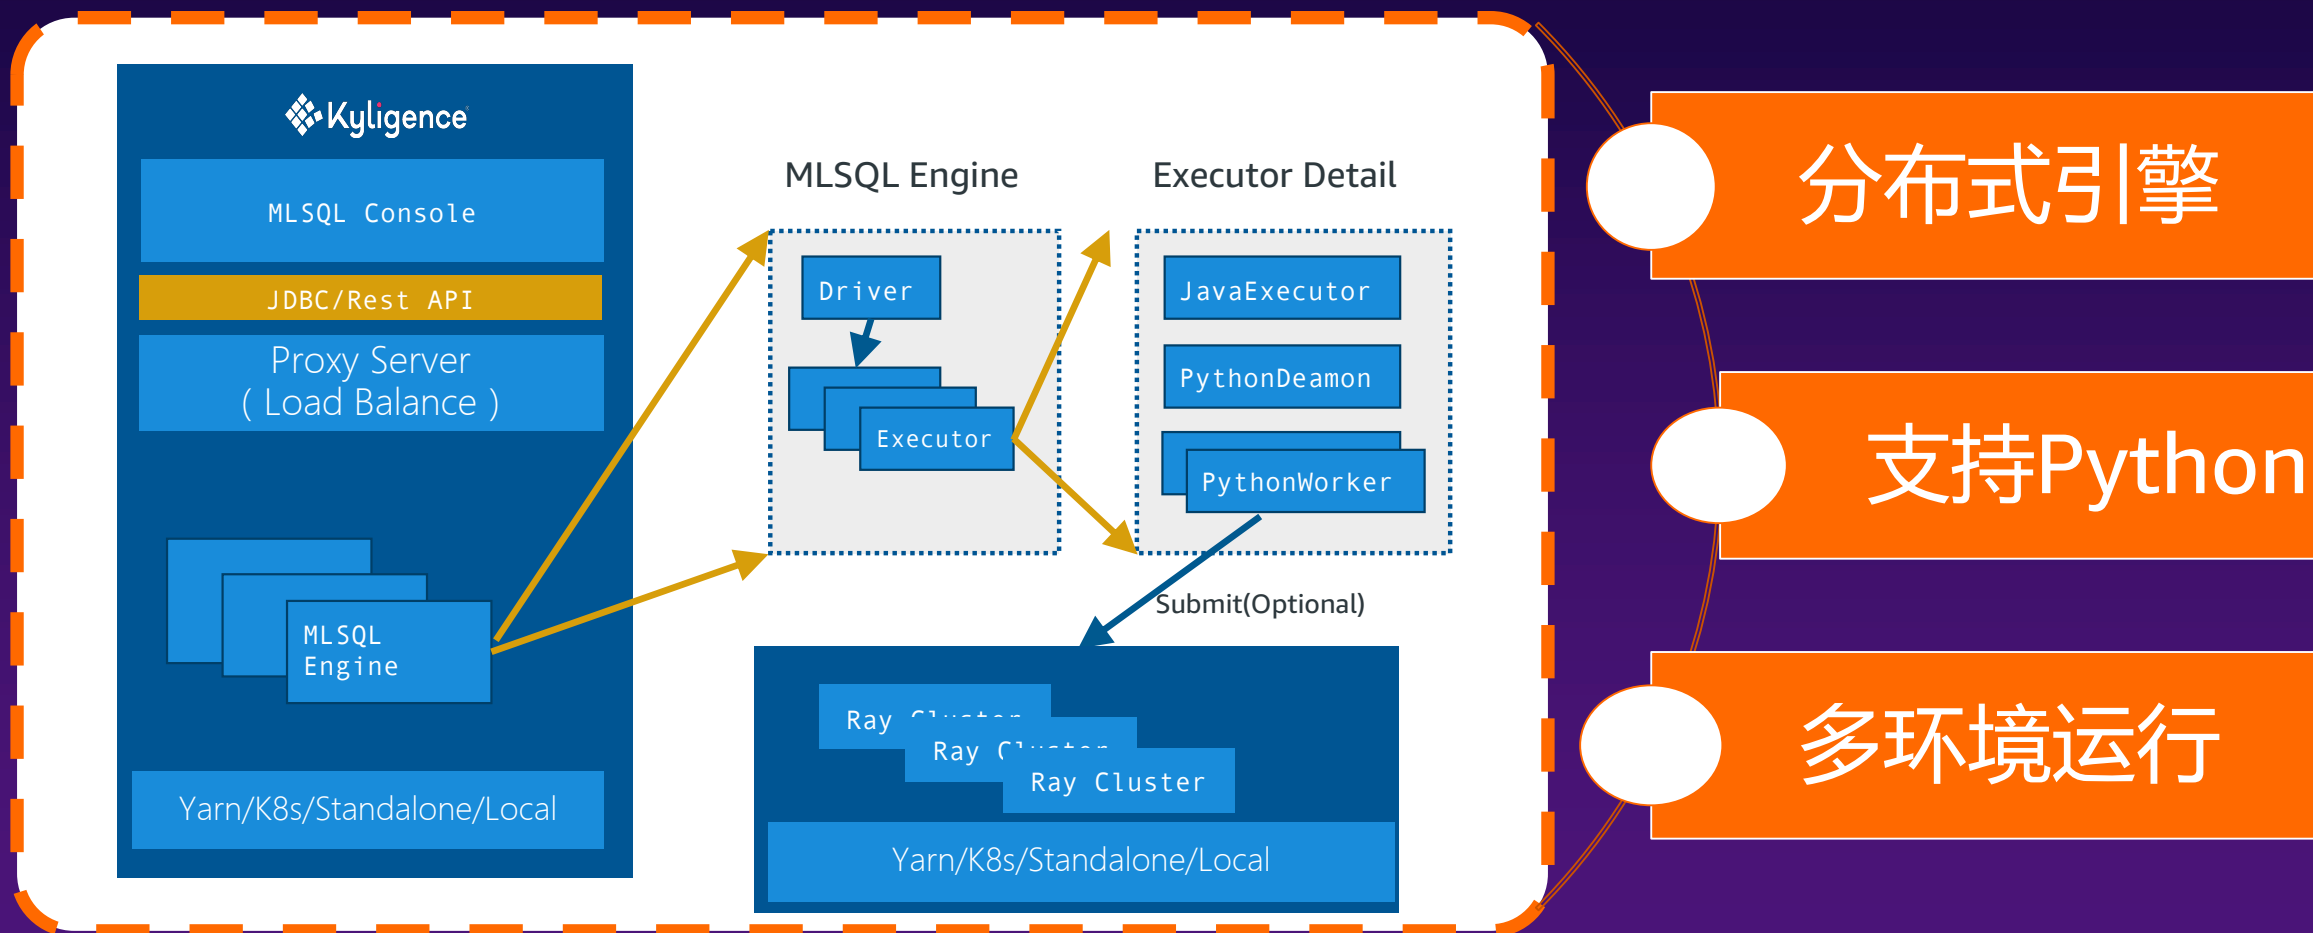 Kyligence
MLSQL Console
JDBC/Rest API
Proxy Server
( Load Balance )
MLSQL
Engine
Yarn/K8s/Standalone/Local
MLSQL Engine
Driver
Executor
Executor Detail
JavaExecutor
PythonDeamon
PythonWorker
Submit(Optional)
Ray Cluster
Ray Cluster
Ray Cluster
Yarn/K8s/Standalone/Local
分布式引擎
支持Python
多环境运行